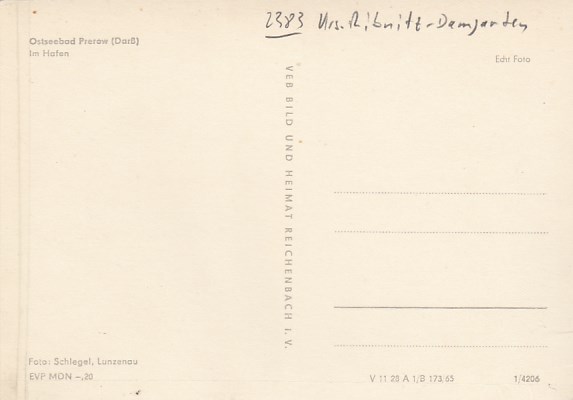 2383 Krs. Ribnitz-Damgarten
Ostseebad Prerow (Darß)
Im Hafen
Echt Foto
VEB BILD UND HEIMAT REICHENBACH i. V.
Foto: Schlegel, Lunzenau
EVP MDN –,20
V 11 28 A 1/B 173/65
1/4206